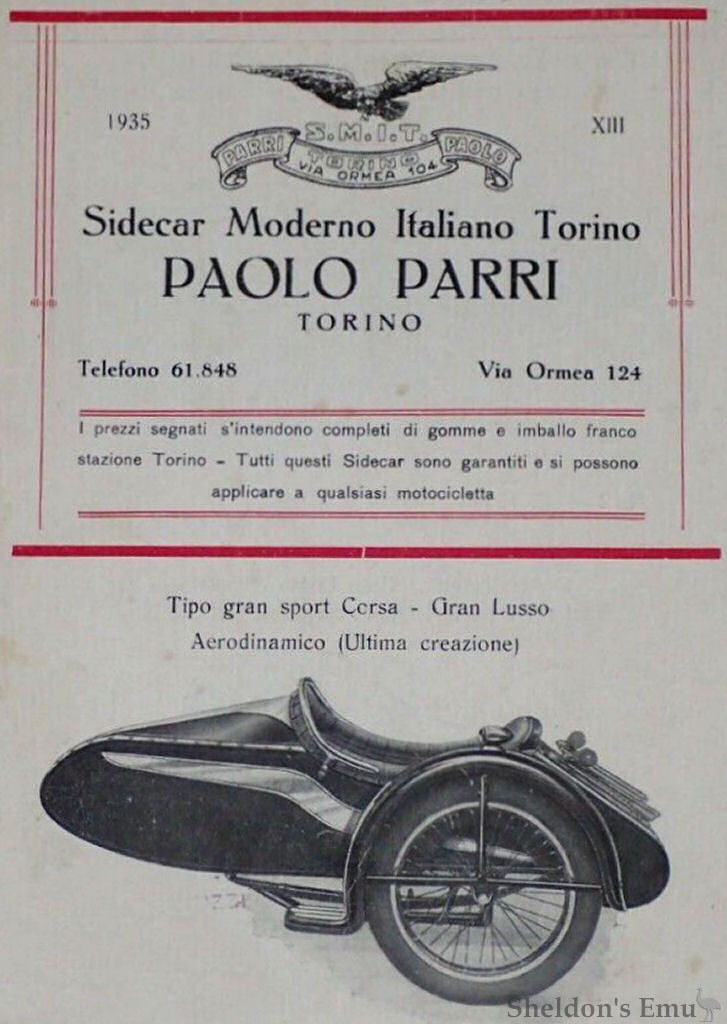 1935
XIII
S.M.I.T.
PARRI TORINO PAOLO
VIA ORMEA 104
Sidecar Moderno Italiano Torino
PAOLO PARRI
TORINO
Telefono 61.848 Via Ormea 124
I prezzi segnati s'intendono completi di gomme e imballo franco
stazione Torino - Tutti questi Sidecar sono garantiti e si possono
applicare a qualsiasi motocicletta
Tipo gran sport Corsa - Gran Lusso
Aerodinamico (Ultima creazione)
Sheldon's Emu